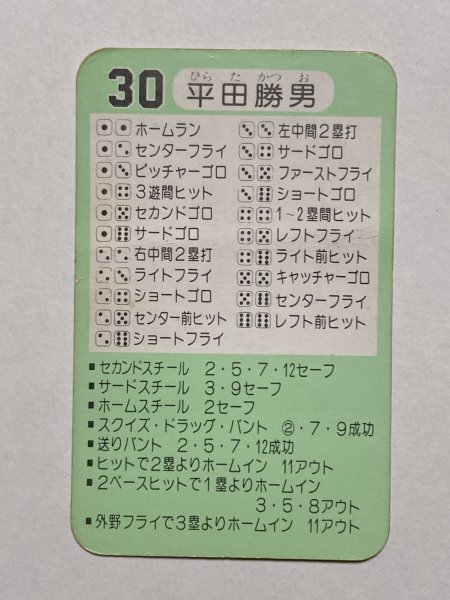 30 平田勝男
ひらたかつお
⚀⚀ホームラン
⚀⚁センターフライ
⚀⚂ピッチャーゴロ
⚀⚃3遊間ヒット
⚀⚄セカンドゴロ
⚀⚅サードゴロ
⚁⚁右中間2塁打
⚁⚂ライトフライ
⚁⚃ショートゴロ
⚁⚄センター前ヒット
⚁⚅ショートフライ
⚂⚂左中間2塁打
⚂⚃サードゴロ
⚂⚄ファーストフライ
⚂⚅ショートゴロ
⚃⚃1~2塁間ヒット
⚃⚄レフトフライ
⚃⚅ライト前ヒット
⚄⚄キャッチャーゴロ
⚄⚅センターフライ
⚅⚅レフト前ヒット
■セカンドスチール 2・5・7・12セーフ
■サードスチール 3・9セーフ
■ホームスチール 2セーフ
■スクイズ・ドラッグ・バント ②・7・9成功
■送りバント 2・5・7・12成功
■ヒットで2塁よりホームイン 11アウト
■2ベースヒットで1塁よりホームイン
3・5・8アウト
■外野フライで3塁よりホームイン 11アウト